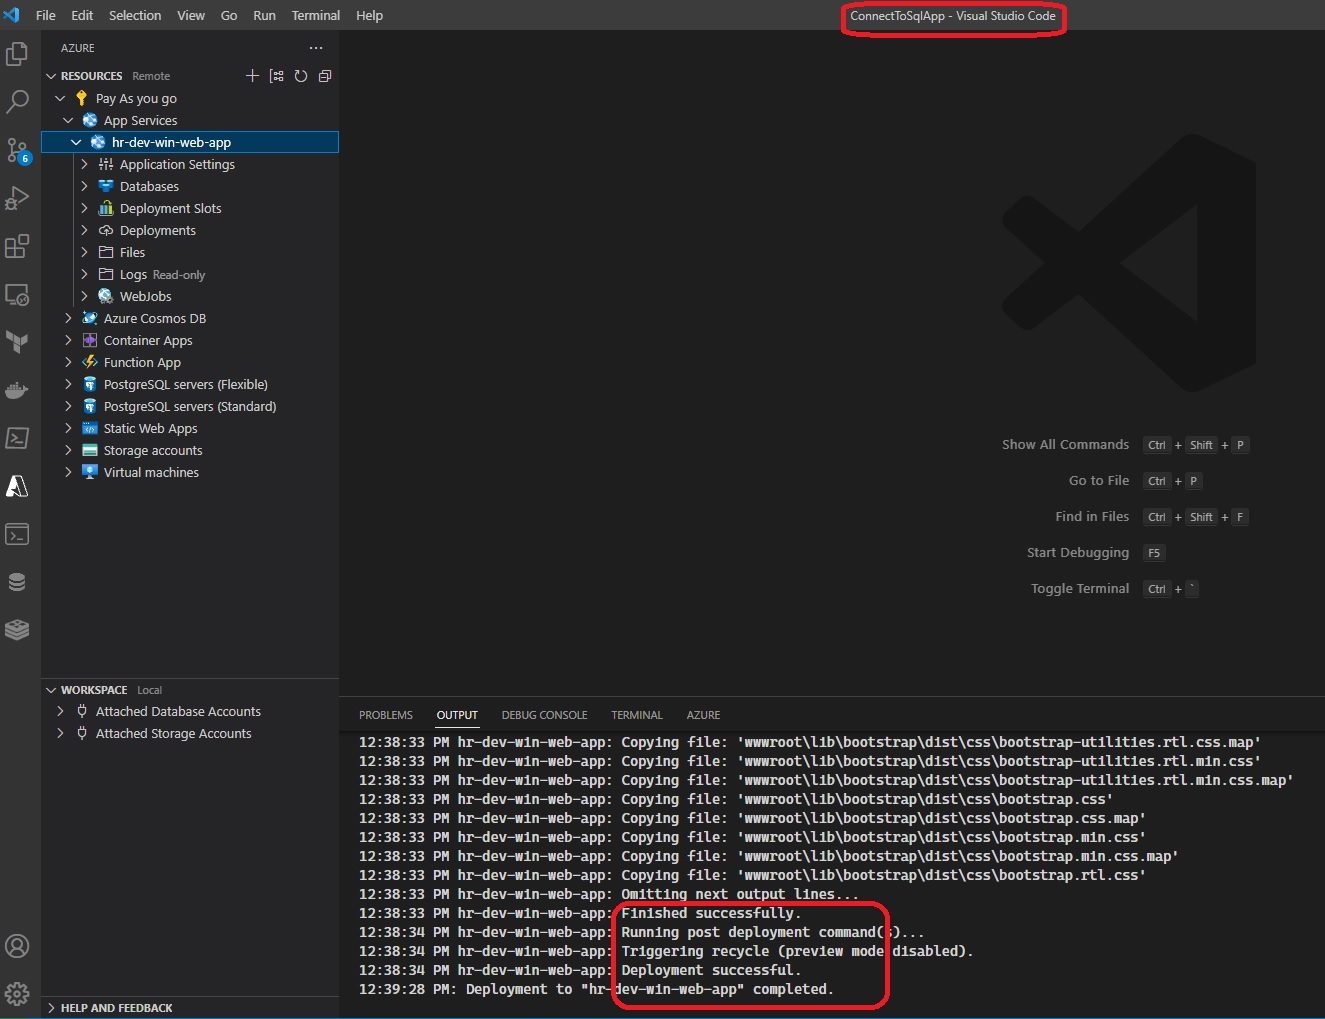 File Edit Selection View Go Run Terminal Help
ConnectToSqlApp - Visual Studio Code
AZURE
RESOURCES Remote
Pay As you go
App Services
hr-dev-win-web-app
Application Settings
Databases
Deployment Slots
Deployments
Files
Logs Read-only
WebJobs
Azure Cosmos DB
Container Apps
Function App
PostgreSQL servers (Flexible)
PostgreSQL servers (Standard)
Static Web Apps
Storage accounts
Virtual machines
6
WORKSPACE Local
Attached Database Accounts
Attached Storage Accounts
HELP AND FEEDBACK
Show All Commands Ctrl + Shift + P
Go to File Ctrl + P
Find in Files Ctrl + Shift + F
Start Debugging F5
Toggle Terminal Ctrl + `
PROBLEMS OUTPUT DEBUG CONSOLE TERMINAL AZURE
12:38:33 PM hr-dev-win-web-app: Copying file: 'wwwroot\lib\bootstrap\dist\css\bootstrap-utilities.rtl.css.map'
12:38:33 PM hr-dev-win-web-app: Copying file: 'wwwroot\lib\bootstrap\dist\css\bootstrap-utilities.rtl.min.css'
12:38:33 PM hr-dev-win-web-app: Copying file: 'wwwroot\lib\bootstrap\dist\css\bootstrap-utilities.rtl.min.css.map'
12:38:33 PM hr-dev-win-web-app: Copying file: 'wwwroot\lib\bootstrap\dist\css\bootstrap.css'
12:38:33 PM hr-dev-win-web-app: Copying file: 'wwwroot\lib\bootstrap\dist\css\bootstrap.css.map'
12:38:33 PM hr-dev-win-web-app: Copying file: 'wwwroot\lib\bootstrap\dist\css\bootstrap.min.css'
12:38:33 PM hr-dev-win-web-app: Copying file: 'wwwroot\lib\bootstrap\dist\css\bootstrap.min.css.map'
12:38:33 PM hr-dev-win-web-app: Copying file: 'wwwroot\lib\bootstrap\dist\css\bootstrap.rtl.css'
12:38:33 PM hr-dev-win-web-app: Omitting next output lines...
12:38:33 PM hr-dev-win-web-app: Finished successfully.
12:38:34 PM hr-dev-win-web-app: Running post deployment command(s)...
12:38:34 PM hr-dev-win-web-app: Triggering recycle (preview mode disabled).
12:38:34 PM hr-dev-win-web-app: Deployment successful.
12:39:28 PM: Deployment to "hr-dev-win-web-app" completed.